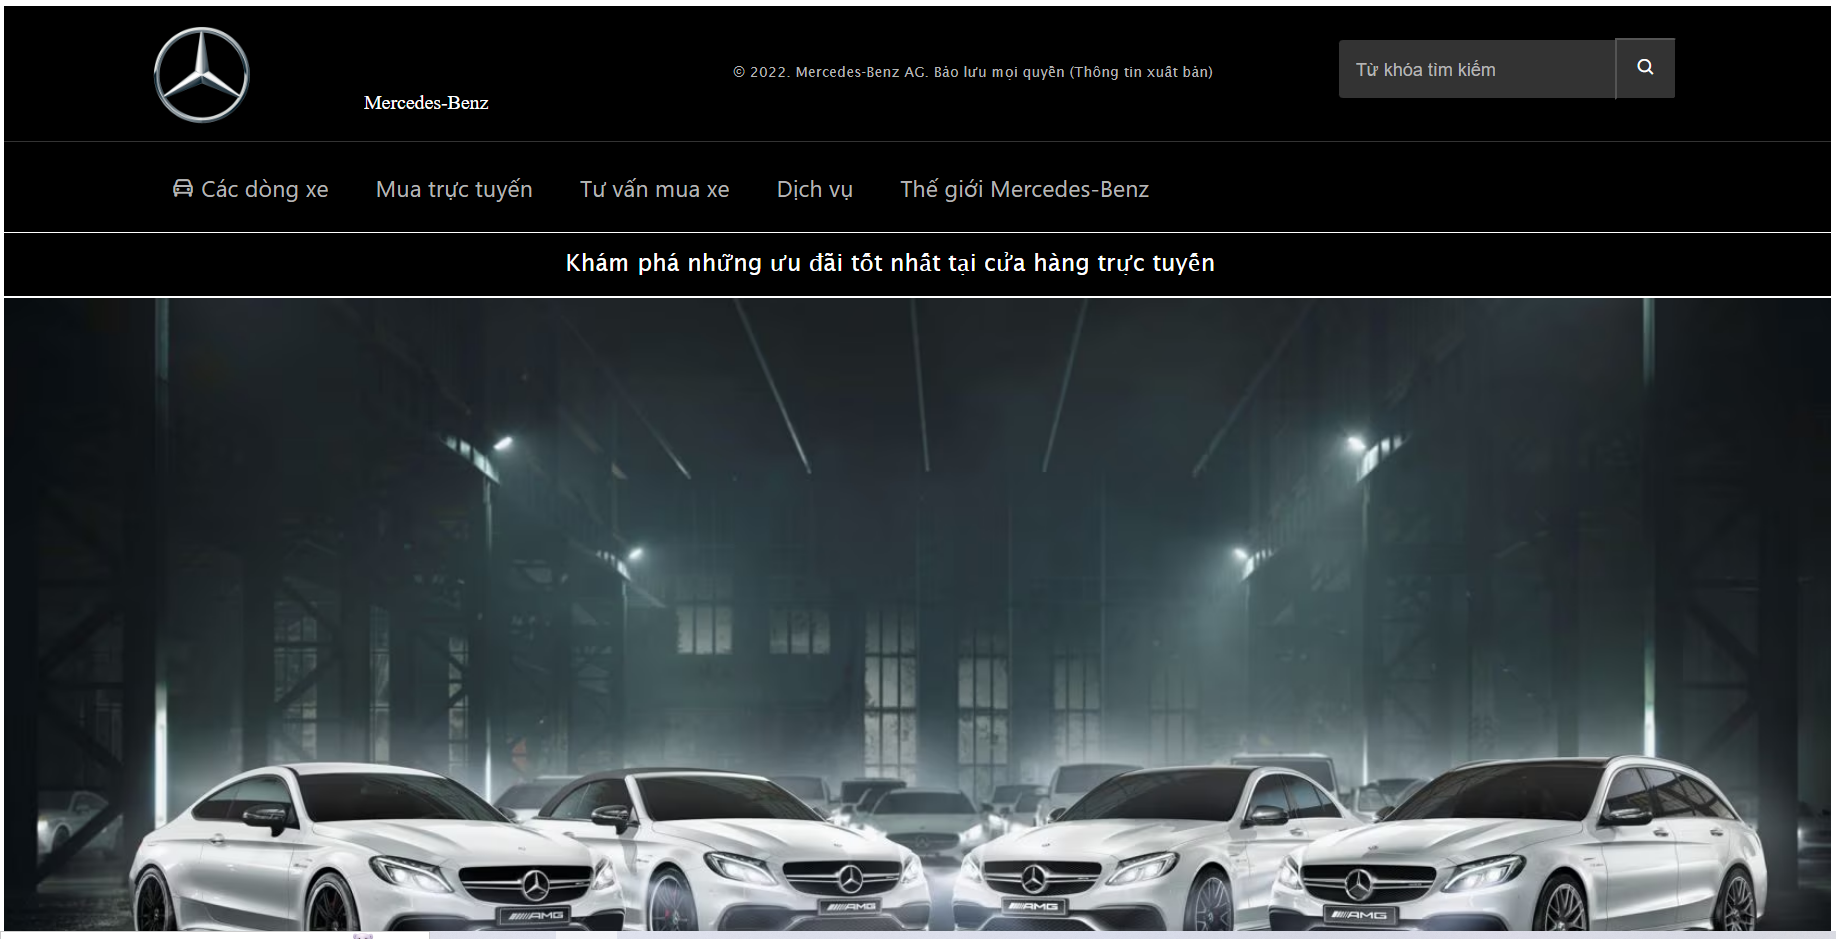 © 2022. Mercedes-Benz AG. Bảo lưu mọi quyền (Thông tin xuất bản)
Từ khóa tìm kiếm
Mercedes-Benz
Các dòng xe
Mua trực tuyến
Tư vấn mua xe
Dịch vụ
Thế giới Mercedes-Benz
Khám phá những ưu đãi tốt nhất tại cửa hàng trực tuyến
AMG
AMG
AMG
AMG